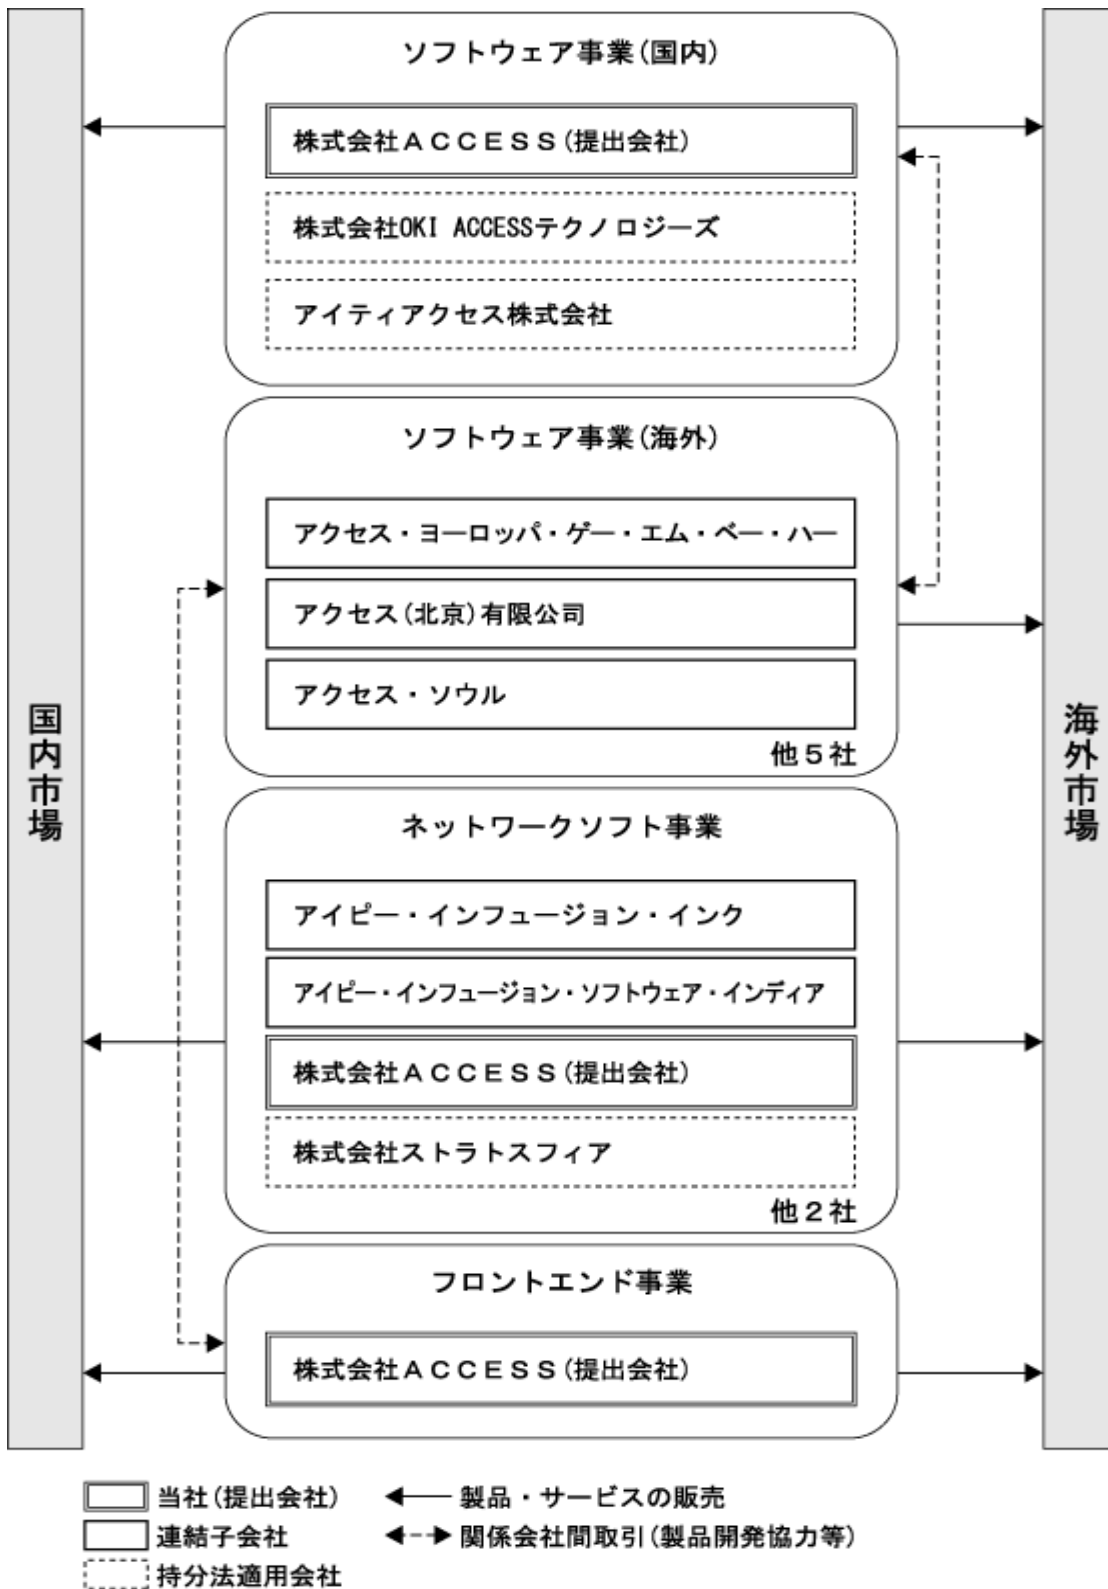 ソフトウェア事業(国内)
株式会社ACCESS(提出会社)
株式会社OKI ACCESSテクノロジーズ
アイティアクセス株式会社
ソフトウェア事業(海外)
アクセス・ヨーロッパ・ゲー・エム・ベー・ハー
アクセス(北京)有限公司
アクセス・ソウル
他5社
国内市場
海外市場
ネットワークソフト事業
アイピー・インフュージョン・インク
アイピー・インフュージョン・ソフトウェア・インディア
株式会社ACCESS(提出会社)
株式会社ストラトスフィア
他2社
フロントエンド事業
株式会社ACCESS(提出会社)
当社(提出会社)
製品・サービスの販売
連結子会社
関係会社間取引(製品開発協力等)
持分法適用会社